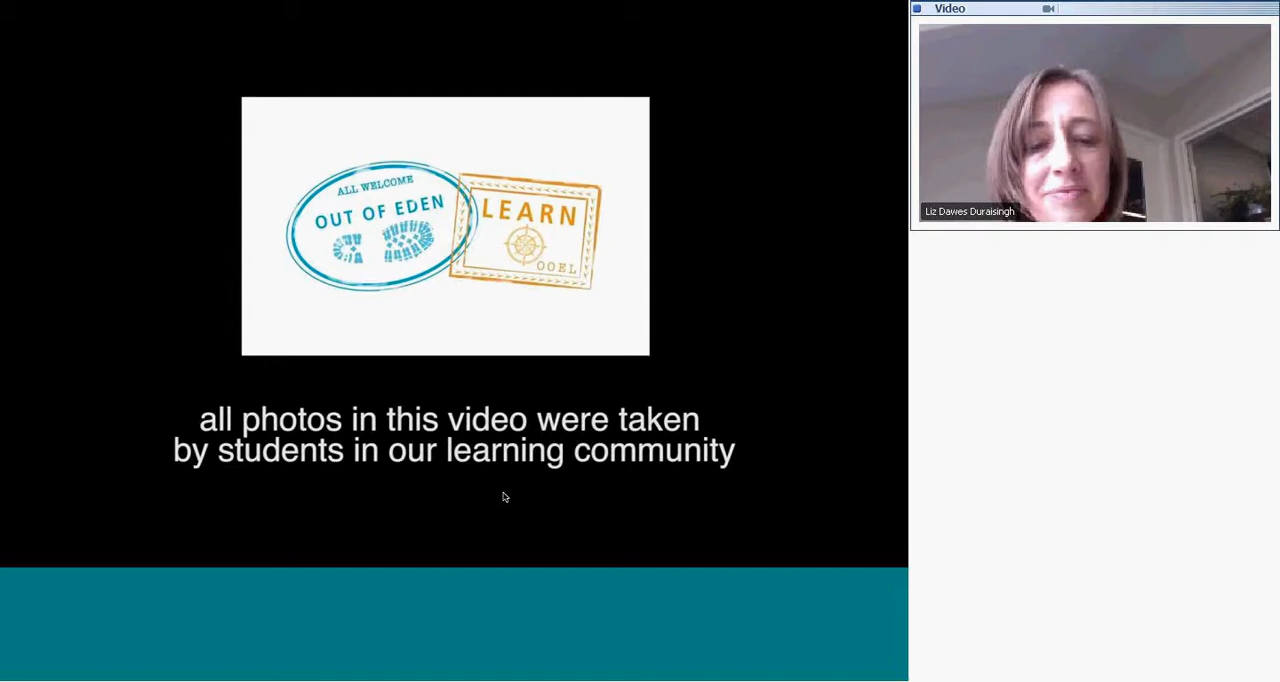 Video
Liz Dawes Duraisingh
ALL WELCOME
OUT OF EDEN
LEARN
OOEL
all photos in this video were taken
by students in our learning community